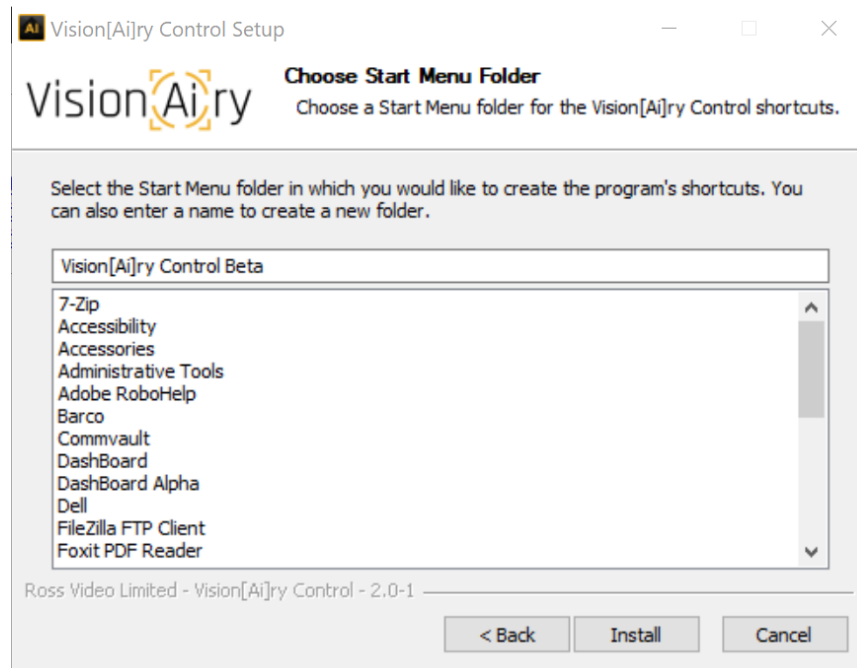 Ai Vision[Ai]ry Control Setup
Vision[Ai]ry
Choose Start Menu Folder
Choose a Start Menu folder for the Vision[Ai]ry Control shortcuts.
Select the Start Menu folder in which you would like to create the program's shortcuts. You
can also enter a name to create a new folder.
Vision[Ai]ry Control Beta
7-Zip
Accessibility
Accessories
Administrative Tools
Adobe RoboHelp
Barco
Commvault
DashBoard
DashBoard Alpha
Dell
FileZilla FTP Client
Foxit PDF Reader
Ross Video Limited - Vision[Ai]ry Control - 2.0-1
< Back Install Cancel